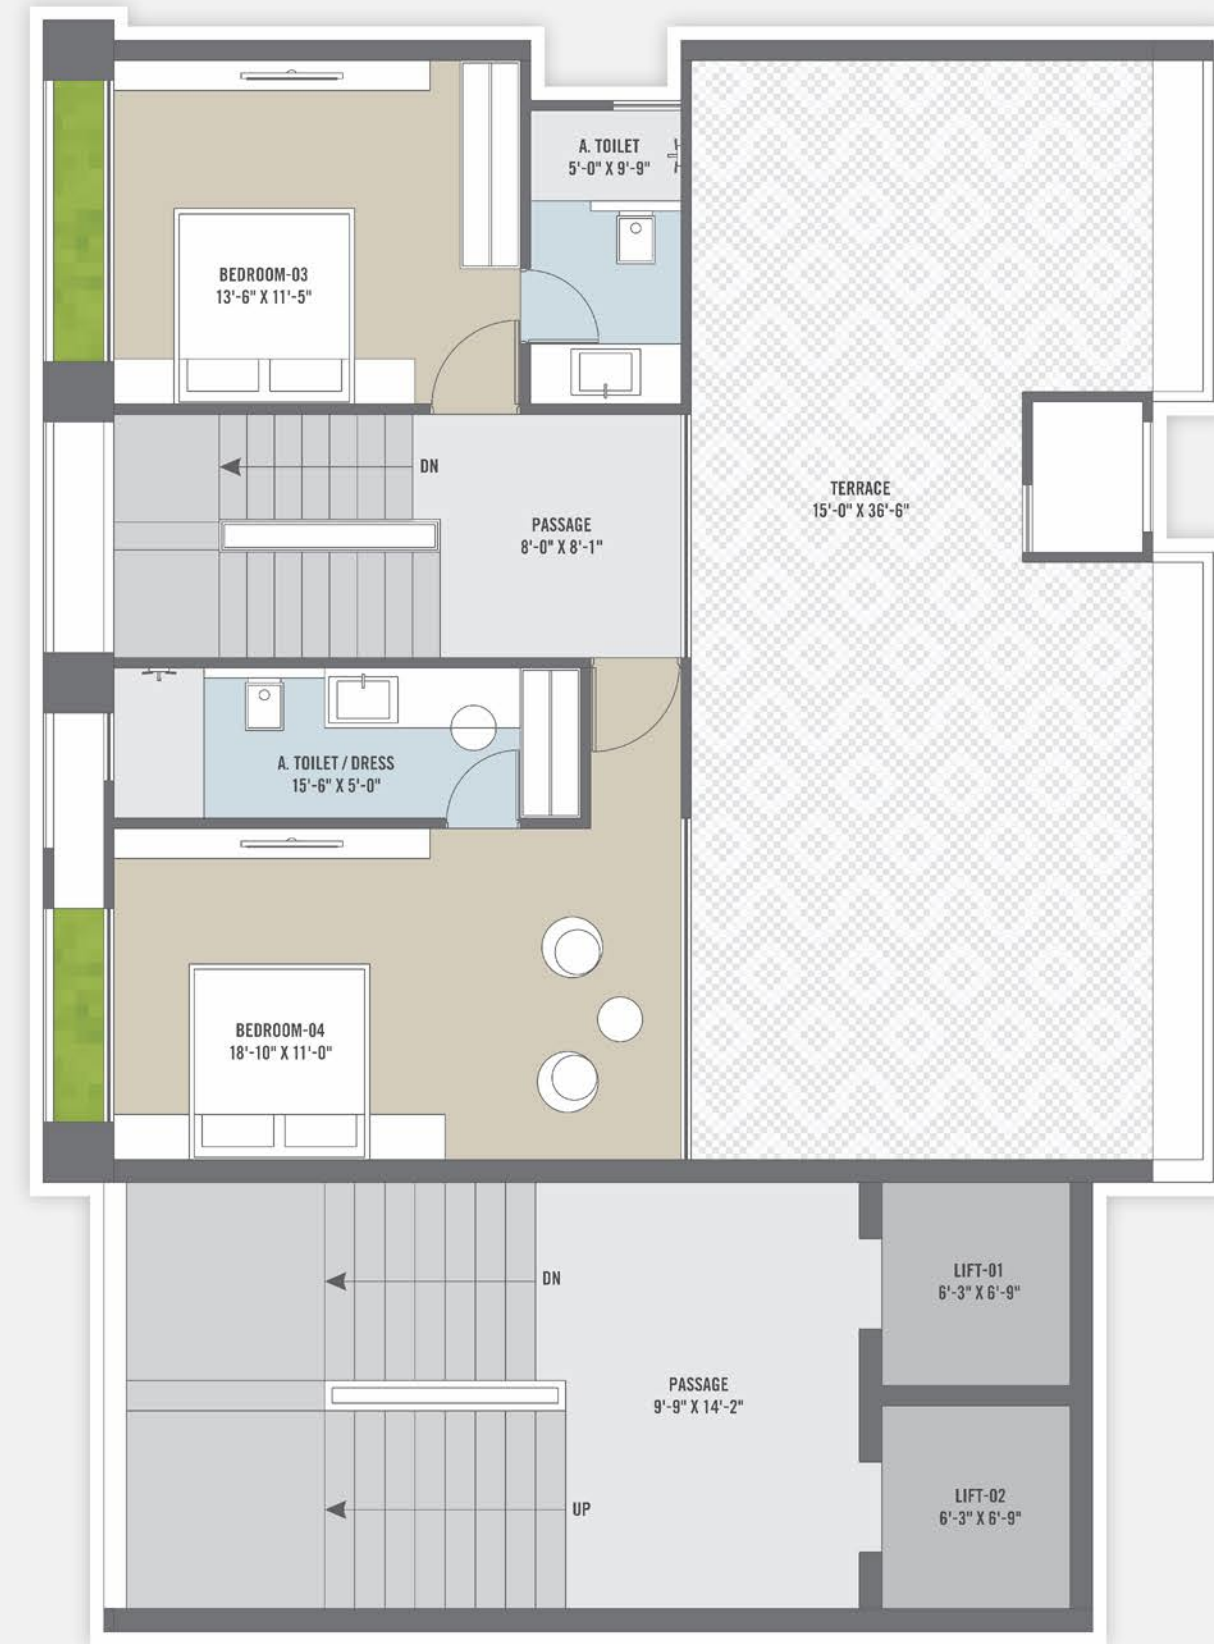 A. TOILET
5'-0" X 9'-9"
BEDROOM-03
13'-6" X 11'-5"
DN
TERRACE
15'-0" X 36'-6"
PASSAGE
8'-0" X 8'-1"
A. TOILET / DRESS
15'-6" X 5'-0"
BEDROOM-04
18'-10" X 11'-0"
DN
LIFT-01
6'-3" X 6'-9"
PASSAGE
9'-9" X 14'-2"
UP
LIFT-02
6'-3" X 6'-9"